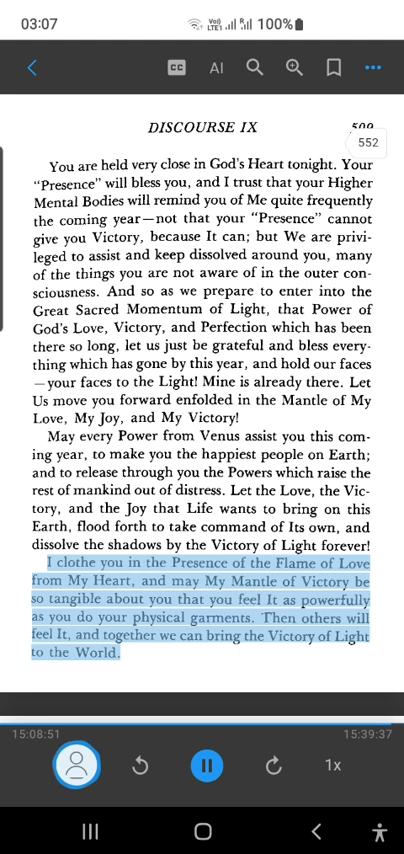 03:07
Vo)) LTE1 R 100%
CC AI
DISCOURSE IX 509
552
You are held very close in God's Heart tonight. Your
"Presence" will bless you, and I trust that your Higher
Mental Bodies will remind you of Me quite frequently
the coming year—not that your "Presence" cannot
give you Victory, because It can; but We are privi-
leged to assist and keep dissolved around you, many
of the things you are not aware of in the outer con-
sciousness. And so as we prepare to enter into the
Great Sacred Momentum of Light, that Power of
God's Love, Victory, and Perfection which has been
there so long, let us just be grateful and bless every-
thing which has gone by this year, and hold our faces
—your faces to the Light! Mine is already there. Let
Us move you forward enfolded in the Mantle of My
Love, My Joy, and My Victory!
May every Power from Venus assist you this com-
ing year, to make you the happiest people on Earth;
and to release through you the Powers which raise the
rest of mankind out of distress. Let the Love, the Vic-
tory, and the Joy that Life wants to bring on this
Earth, flood forth to take command of Its own, and
dissolve the shadows by the Victory of Light forever!
I clothe you in the Presence of the Flame of Love
from My Heart, and may My Mantle of Victory be
so tangible about you that you feel It as powerfully
as you do your physical garments. Then others will
feel It, and together we can bring the Victory of Light
to the World.
15:08:51 15:39:37
1x